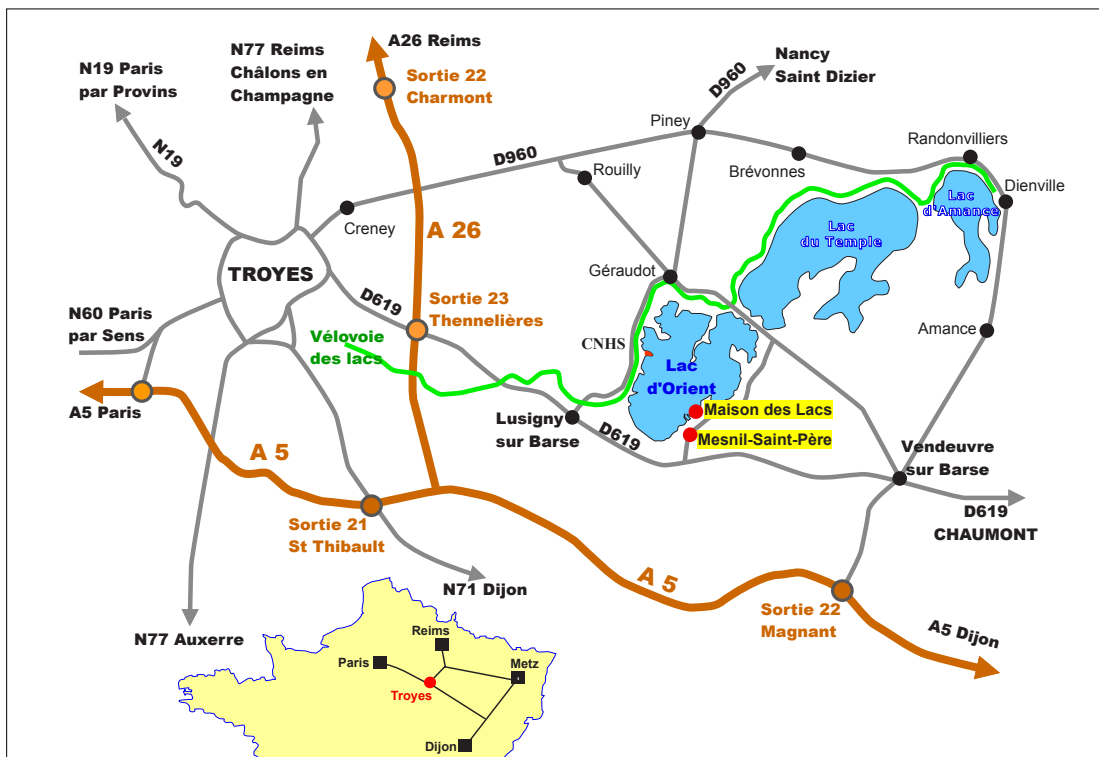 A26 Reims
N77 Reims
Châlons en
Champagne
N19 Paris
par Provins
Sortie 22
Charmont
Nancy
Saint Dizier
D960
Piney
Randonvilliers
N19
D960
Rouilly
Brévonnes
Dienville
Lac
d'Amance
Creney
A 26
Lac
du Temple
TROYES
Géraudot
D619
Sortie 23
Thennelières
N60 Paris
par Sens
Vélovoie
des lacs
CNHS
Amance
Lac
d'Orient
A5 Paris
Maison des Lacs
Lusigny
sur Barse
D619
Mesnil-Saint-Père
Vendeuvre
sur Barse
A 5
D619
CHAUMONT
Sortie 21
St Thibault
A 5
N71 Dijon
Sortie 22
Magnant
N77 Auxerre
A5 Dijon
Reims
Paris
Metz
Troyes
Dijon